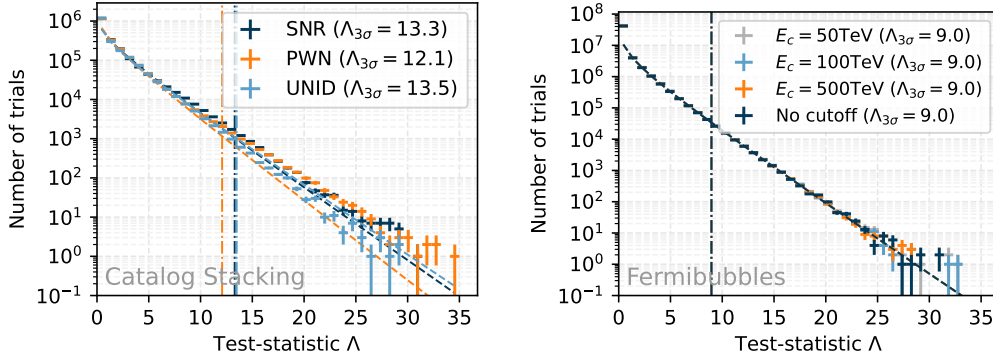 SNR (Λ3σ = 13.3)
PWN (Λ3σ = 12.1)
UNID (Λ3σ = 13.5)
Catalog Stacking
Number of trials
10^6
10^5
10^4
10^3
10^2
10^1
10^0
10^−1
0 5 10 15 20 25 30 35
Test-statistic Λ
Ec = 50TeV (Λ3σ = 9.0)
Ec = 100TeV (Λ3σ = 9.0)
Ec = 500TeV (Λ3σ = 9.0)
No cutoff (Λ3σ = 9.0)
Fermibubbles
Number of trials
10^8
10^7
10^6
10^5
10^4
10^3
10^2
10^1
10^0
10^−1
0 5 10 15 20 25 30 35
Test-statistic Λ